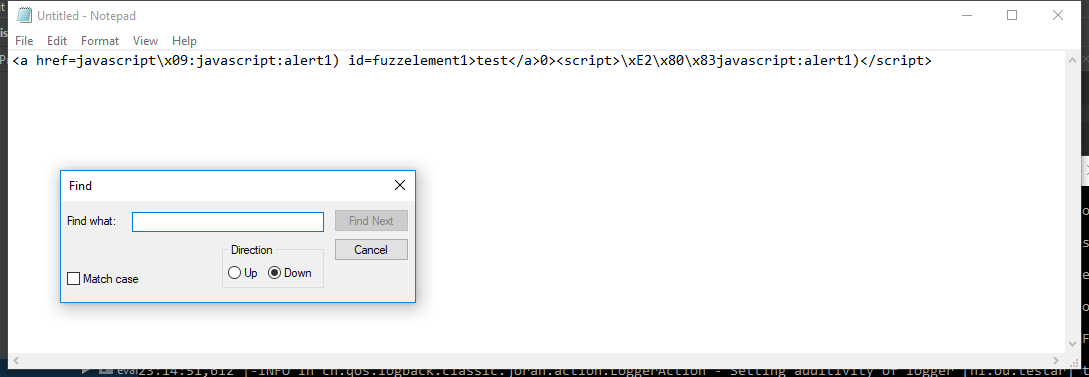 Untitled - Notepad
File Edit Format View Help
<a href=javascript\x09:javascript:alert1) id=fuzzelement1>test</a>0><script>\xE2\x80\x83javascript:alert1)</script>
Find
Find what:
Find Next
Direction
Cancel
Up Down
Match case
eval23:14:51,612 |-INFO in ch.qos.logback.classic.joran.action.LoggerAction - Setting additivity of logger [nl.ou.testar] t